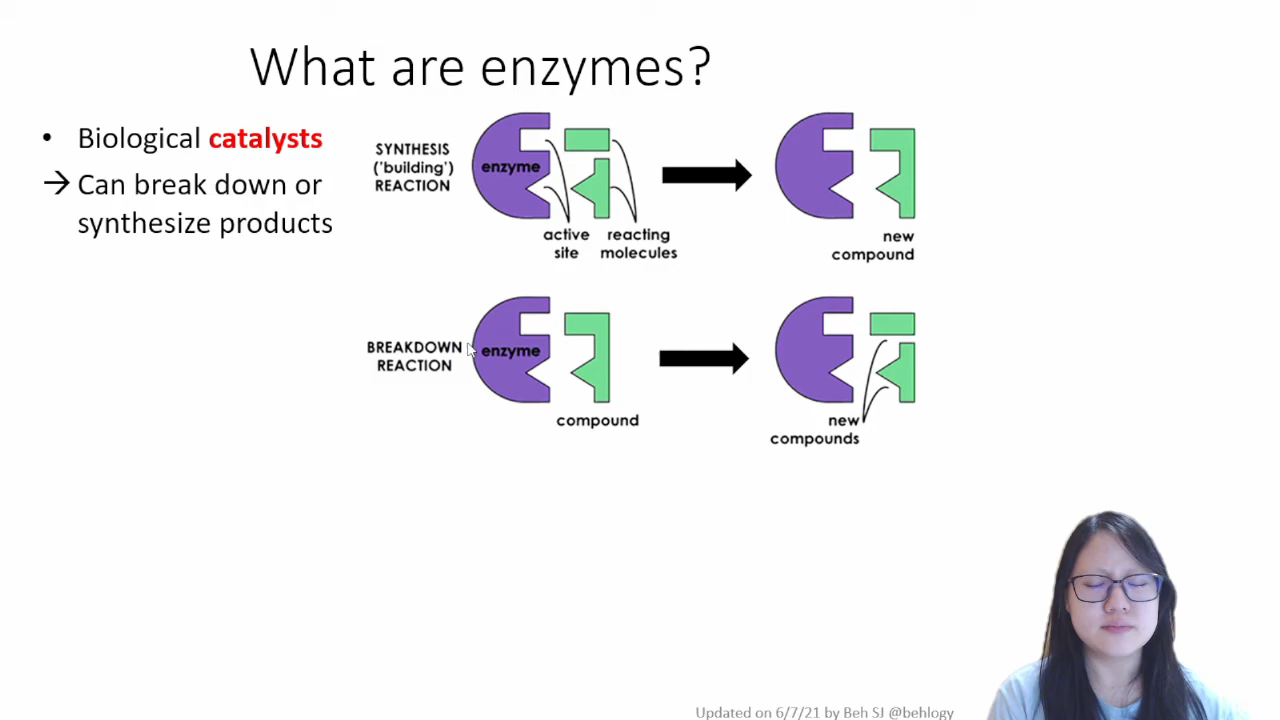 What are enzymes?
• Biological catalysts
→ Can break down or
synthesize products
SYNTHESIS
('building')
REACTION
enzyme
active
site
reacting
molecules
new
compound
BREAKDOWN
REACTION
enzyme
compound
new
compounds
Updated on 6/7/21 by Beh SJ @behlogy